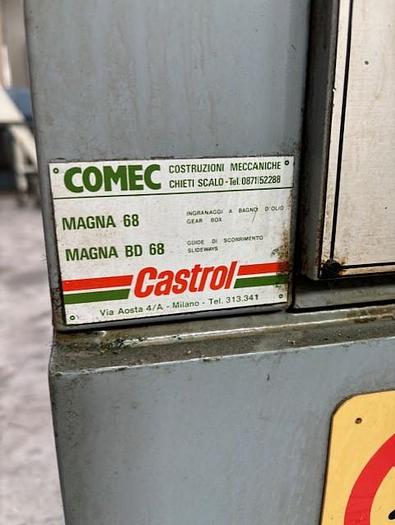 COMEC COSTRUZIONI MECCANICHE
CHIETI SCALO - Tel. 0871/52288
MAGNA 68 INGRANAGGI A BAGNO D'OLIO
GEAR BOX
MAGNA BD 68 GUIDE DI SCORRIMENTO
SLIDEWAYS
Castrol
Via Aosta 4/A - Milano - Tel. 313.341